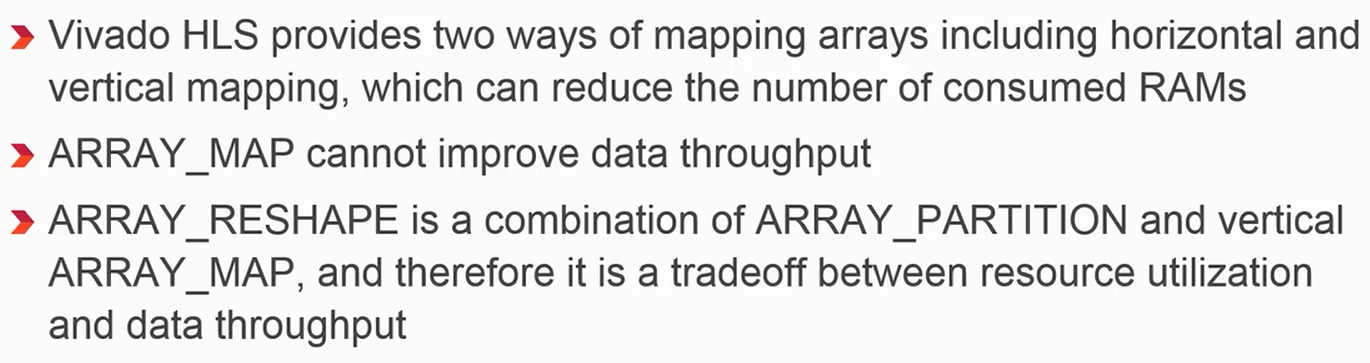 Vivado HLS provides two ways of mapping arrays including horizontal and
vertical mapping, which can reduce the number of consumed RAMs
ARRAY_MAP cannot improve data throughput
ARRAY_RESHAPE is a combination of ARRAY_PARTITION and vertical
ARRAY_MAP, and therefore it is a tradeoff between resource utilization
and data throughput